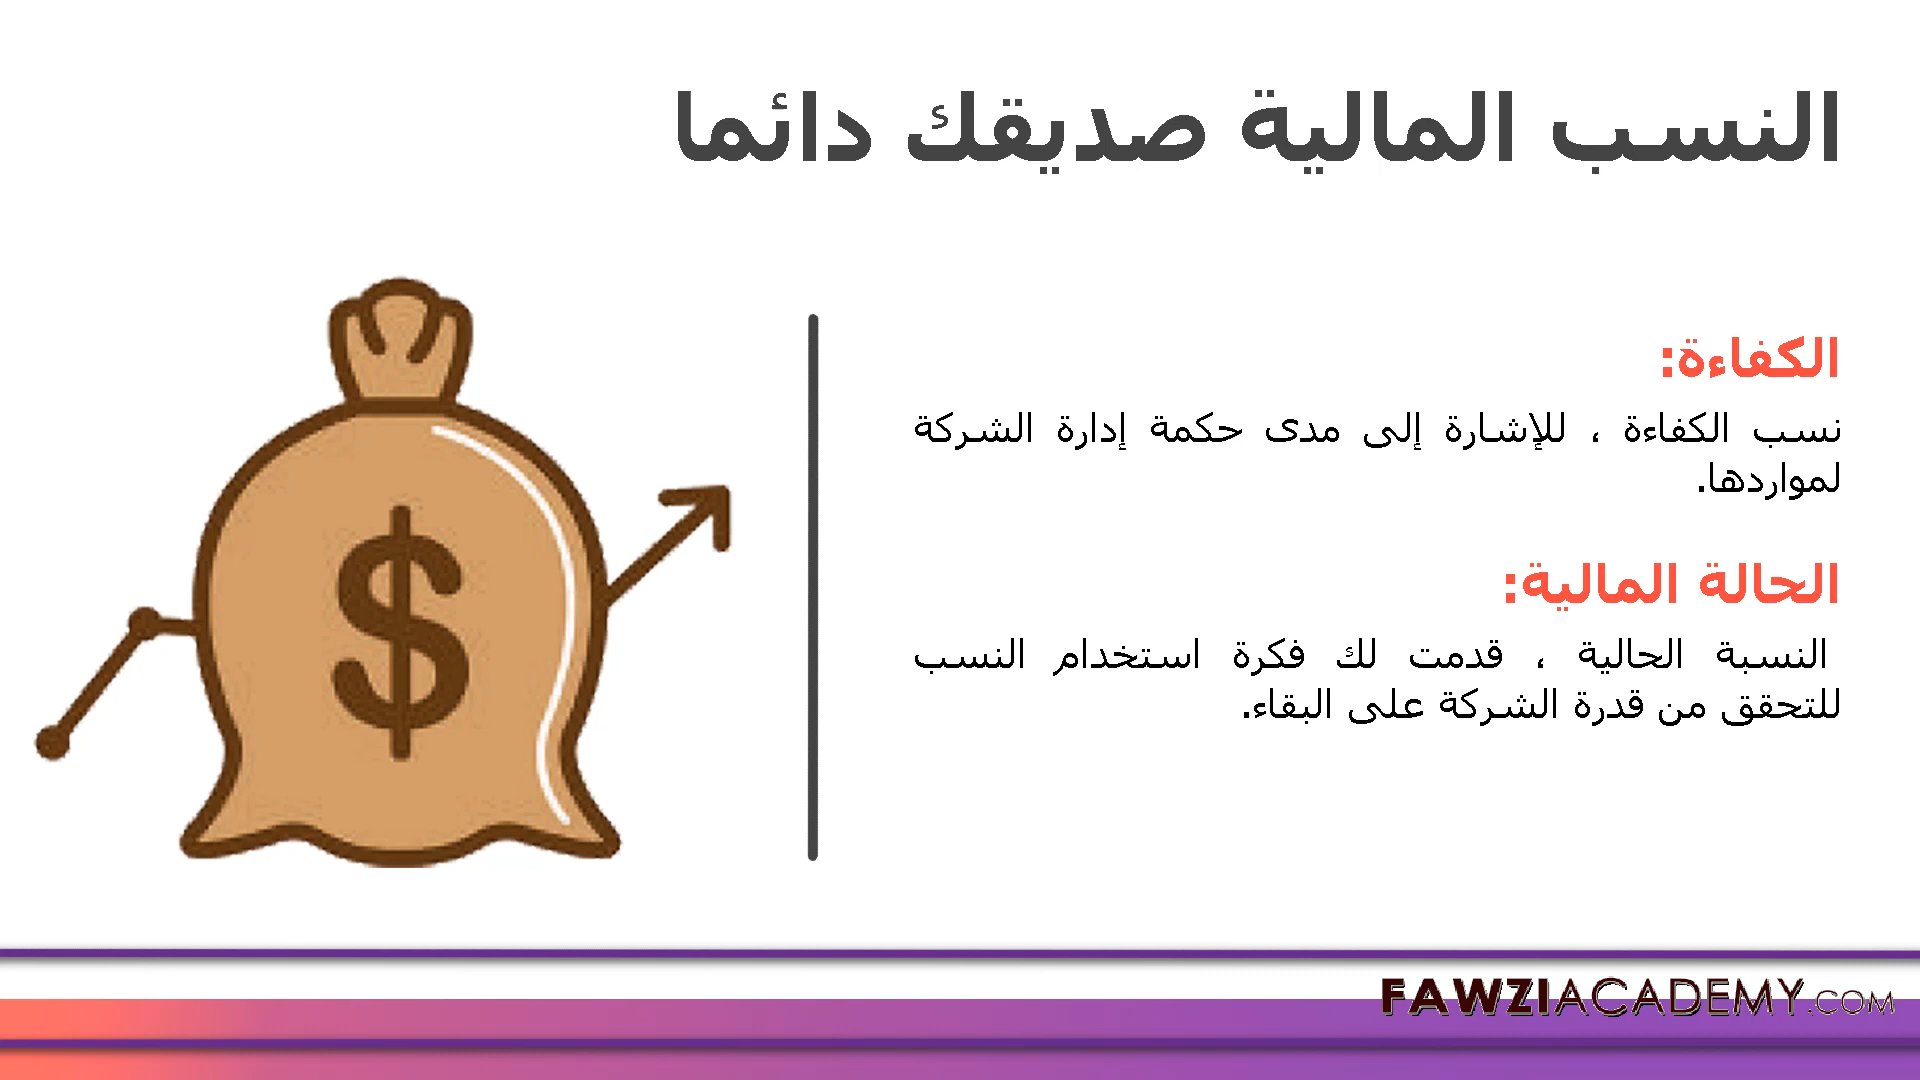 النسب المالية صديقك دائما
الكفاءة:
نسب الكفاءة ، للإشارة إلى مدى حكمة إدارة الشركة
لمواردها.
الحالة المالية:
النسبة الحالية ، قدمت لك فكرة استخدام النسب
للتحقق من قدرة الشركة على البقاء.
$
FAWZIACADEMY.COM